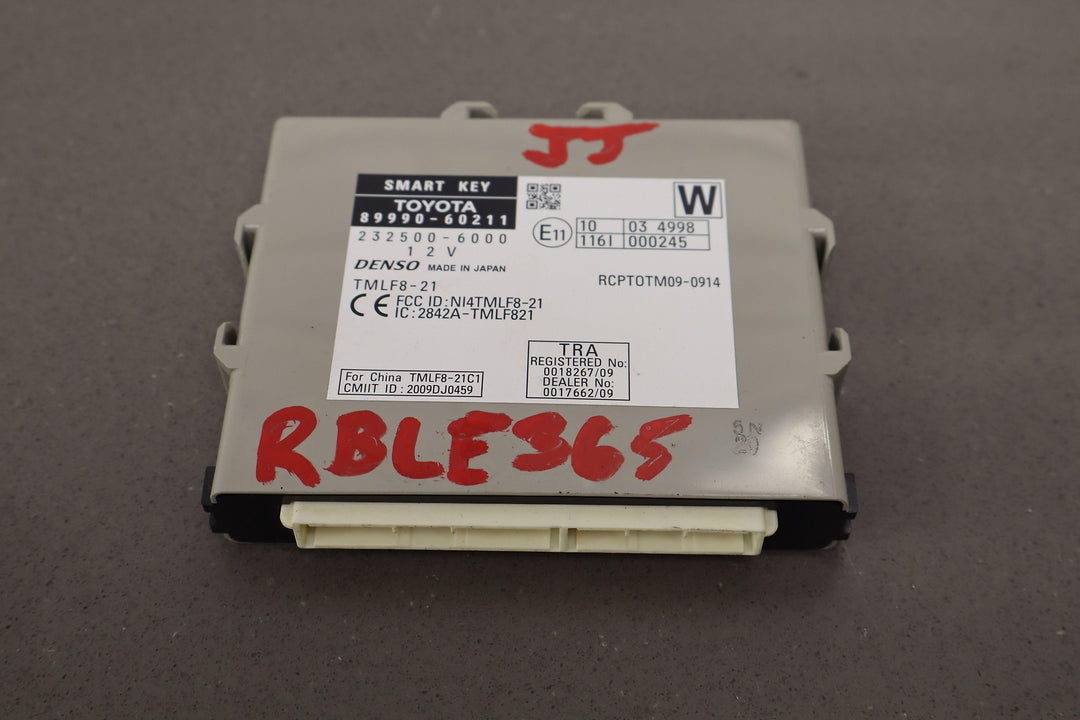 JJ
SMART KEY
TOYOTA
89990-60211
232500-6000
12V
DENSO MADE IN JAPAN
TMLF8-21
CE FCC ID:NI4TMLF8-21
IC:2842A-TMLF821
For China TMLF8-21C1
CMIIT ID:2009DJ0459
W
E11
10 03 4998
116I 000245
RCPTOTM09-0914
TRA
REGISTERED No:
0018267/09
DEALER No:
0017662/09
RBLE365